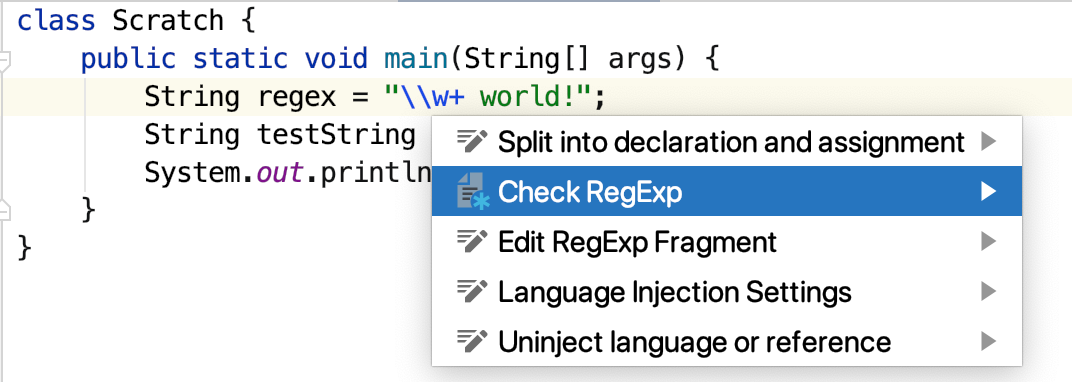 class Scratch {
public static void main(String[] args) {
String regex = "\\w+ world!";
String testString
System.out.println
}
}
Split into declaration and assignment
Check RegExp
Edit RegExp Fragment
Language Injection Settings
Uninject language or reference